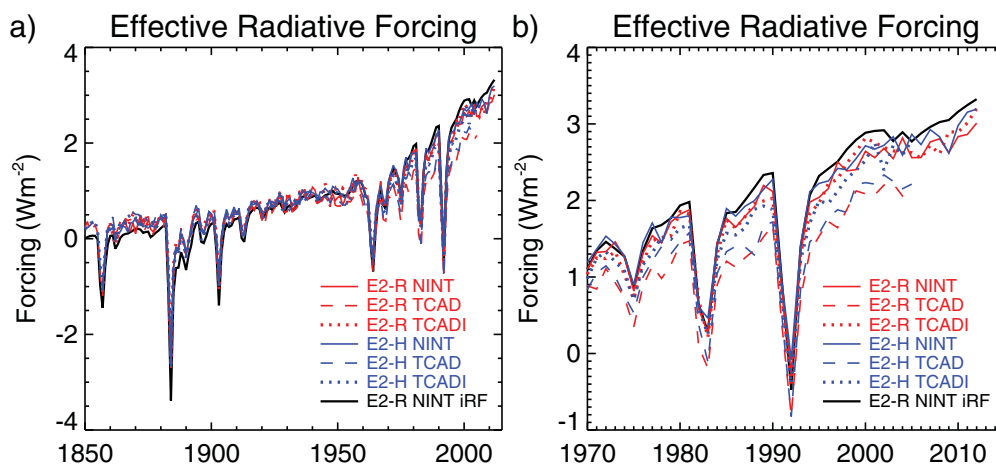 a) Effective Radiative Forcing
Forcing (Wm-2)
4
2
0
-2
-4
1850 1900 1950 2000
E2-R NINT
E2-R TCAD
E2-R TCADI
E2-H NINT
E2-H TCAD
E2-H TCADI
E2-R NINT iRF
b) Effective Radiative Forcing
Forcing (Wm-2)
4
3
2
1
0
-1
1970 1980 1990 2000 2010
E2-R NINT
E2-R TCAD
E2-R TCADI
E2-H NINT
E2-H TCAD
E2-H TCADI
E2-R NINT iRF